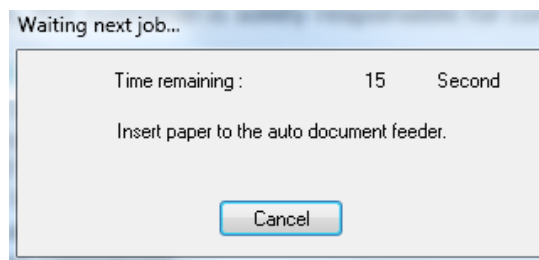 Waiting next job...
Time remaining : 15 Second
Insert paper to the auto document feeder.
Cancel